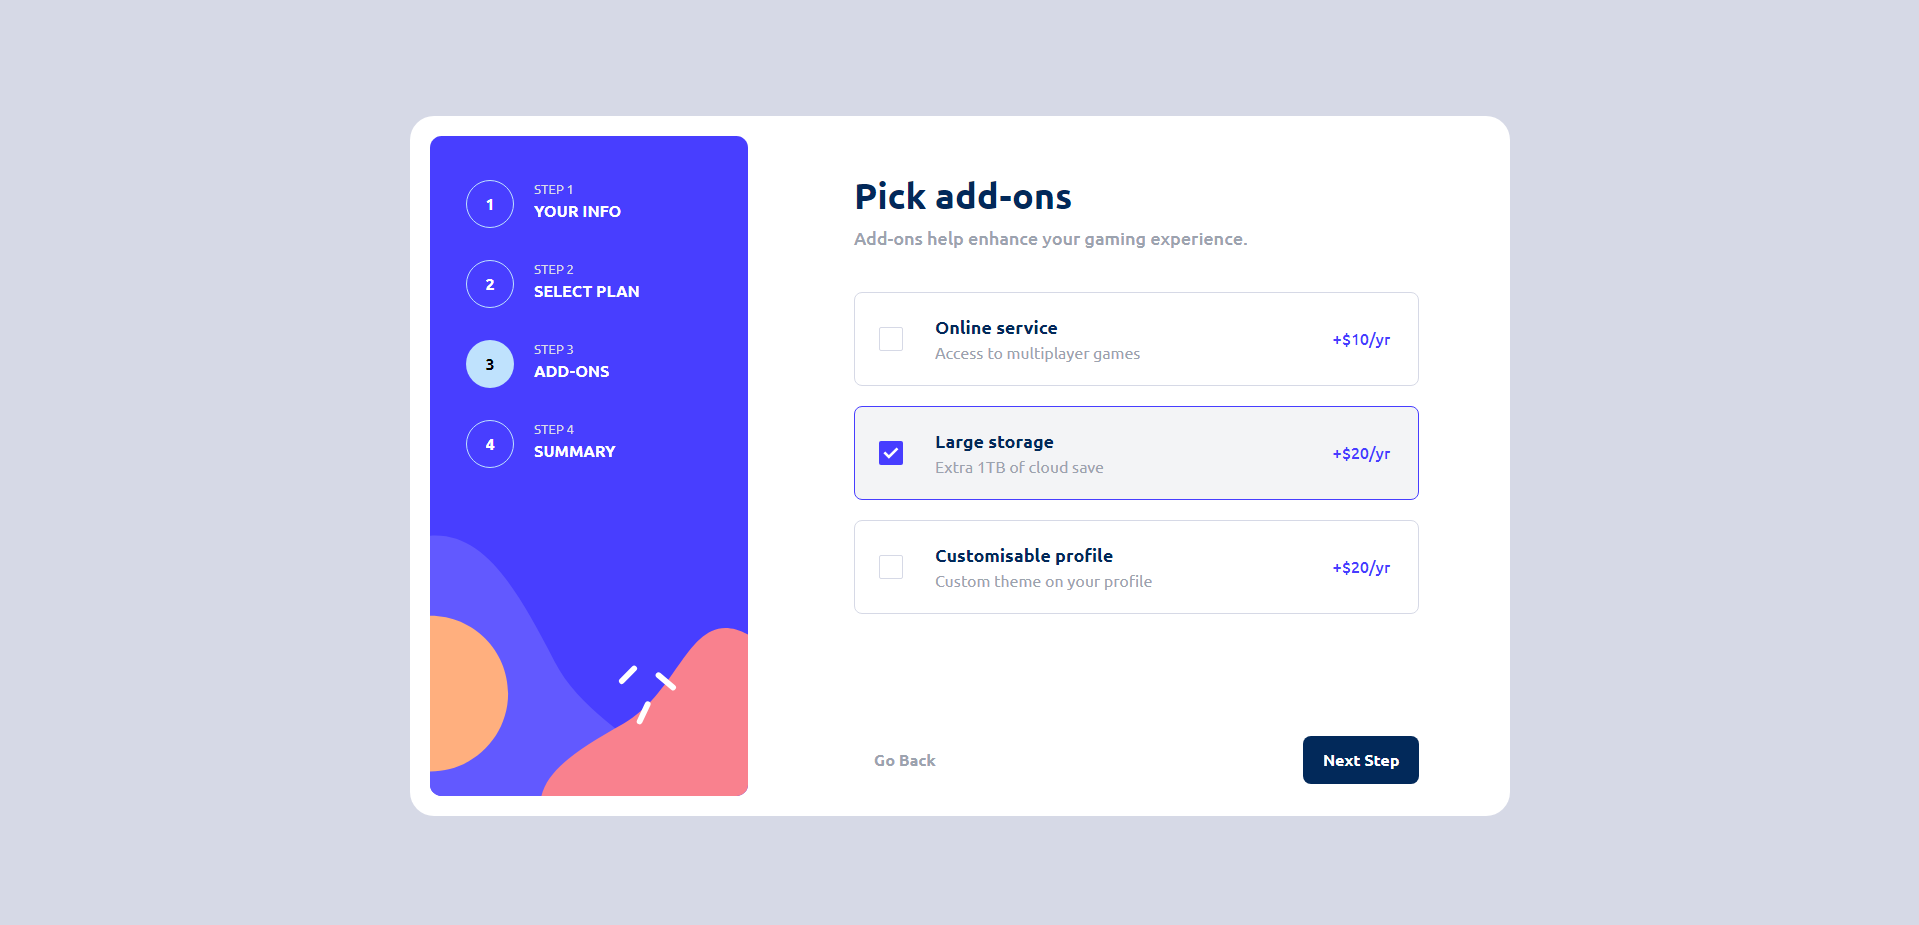 1
STEP 1
YOUR INFO
2
STEP 2
SELECT PLAN
3
STEP 3
ADD-ONS
4
STEP 4
SUMMARY
Pick add-ons
Add-ons help enhance your gaming experience.
Online service
Access to multiplayer games
+$10/yr
Large storage
Extra 1TB of cloud save
+$20/yr
Customisable profile
Custom theme on your profile
+$20/yr
Go Back
Next Step